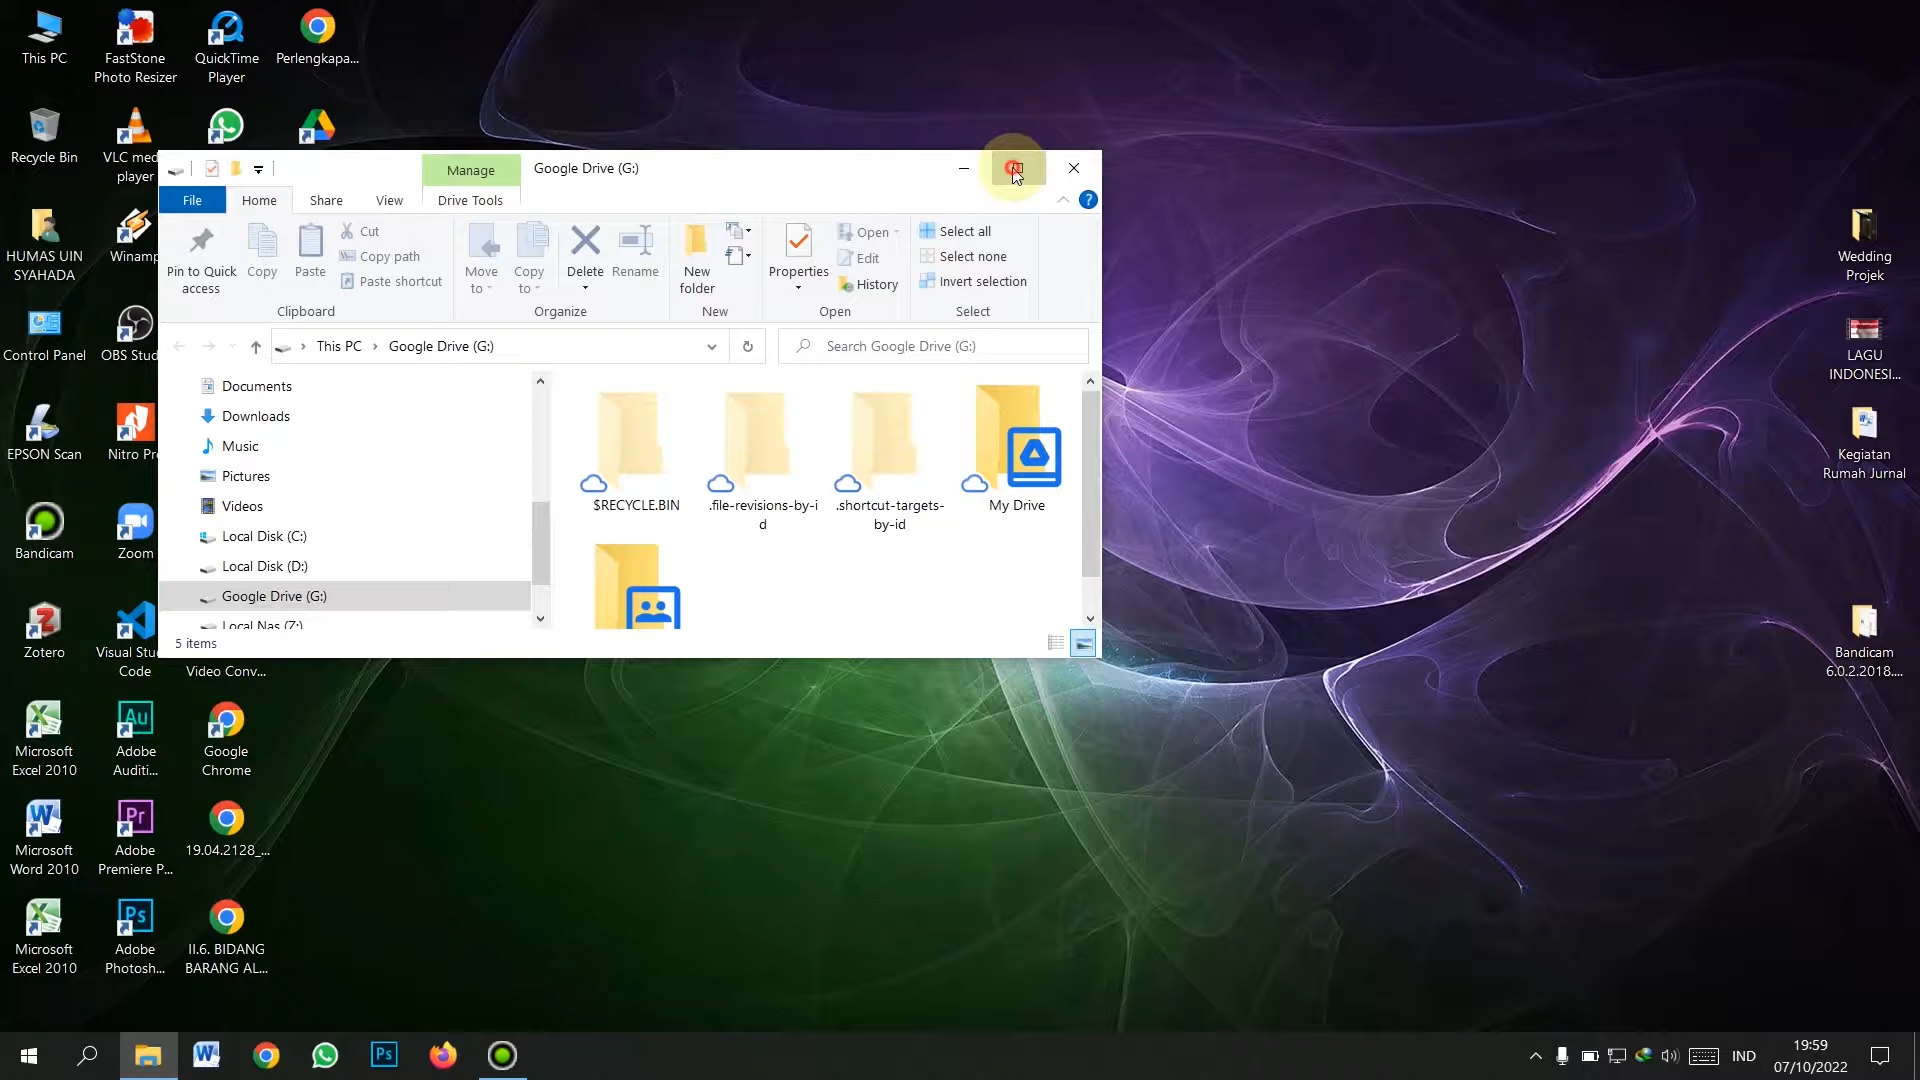 This PC
FastStone
Photo Resizer
QuickTime
Player
Perlengkapa...
Recycle Bin
VLC med
player
HUMAS UIN
SYAHADA
Winamp
Control Panel
OBS Stud
EPSON Scan
Nitro Pr
Bandicam
Zoom
Zotero
Visual Stu
Code
Video Conv...
Microsoft
Excel 2010
Adobe
Auditi...
Google
Chrome
Microsoft
Word 2010
Adobe
Premiere P...
19.04.2128_...
Microsoft
Excel 2010
Adobe
Photosh...
II.6. BIDANG
BARANG AL...
Manage
Google Drive (G:)
File
Home
Share
View
Drive Tools
Pin to Quick
access
Copy
Paste
Cut
Copy path
Paste shortcut
Clipboard
Move
to
Copy
to
Delete
Rename
Organize
New
folder
New
Properties
Open
Edit
History
Open
Select all
Select none
Invert selection
Select
This PC
Google Drive (G:)
Search Google Drive (G:)
Documents
Downloads
Music
Pictures
Videos
Local Disk (C:)
Local Disk (D:)
Google Drive (G:)
Local Nas (Z:)
$RECYCLE.BIN
.file-revisions-by-i
d
.shortcut-targets-
by-id
My Drive
5 items
Wedding
Projek
LAGU
INDONESI...
Kegiatan
Rumah Jurnal
Bandicam
6.0.2.2018....
IND
19:59
07/10/2022